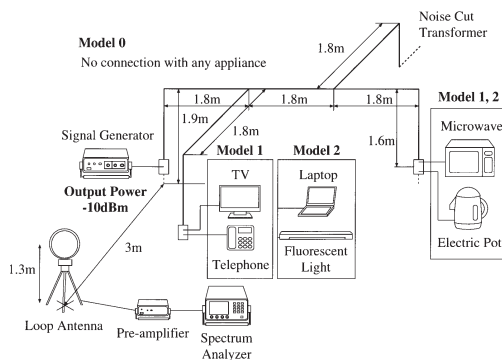 Noise Cut
Transformer
Model 0
No connection with any appliance
1.8m
1.8m
1.8m
1.8m
1.9m
1.8m
1.6m
Model 1, 2
Microwave
Electric Pot
Signal Generator
Output Power
-10dBm
Model 1
TV
Telephone
Model 2
Laptop
Fluorescent
Light
3m
1.3m
Loop Antenna
Pre-amplifier
Spectrum
Analyzer